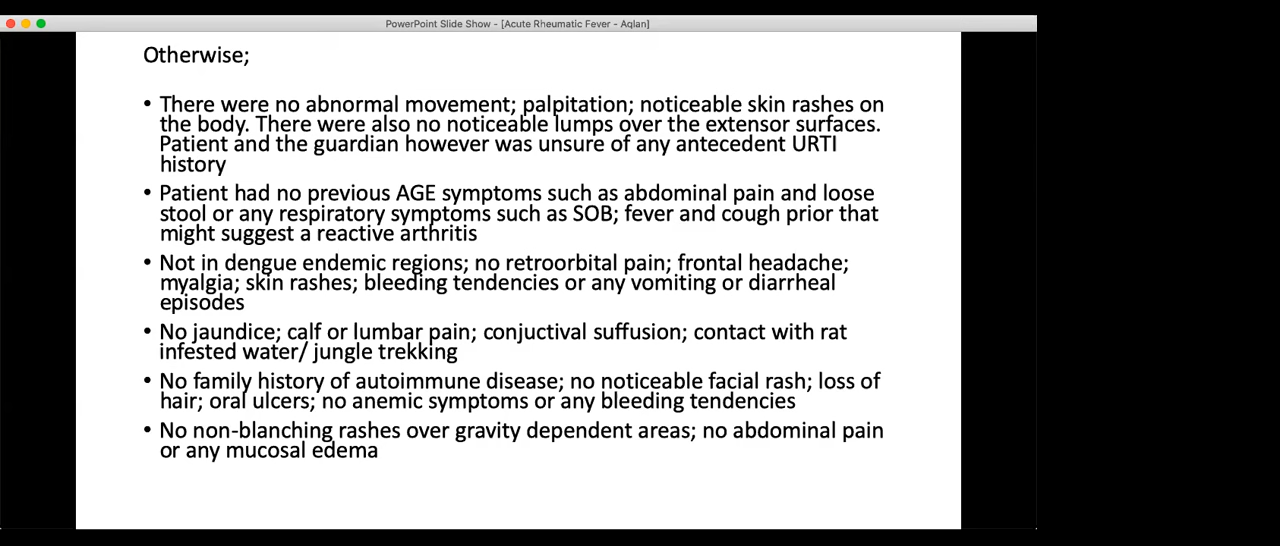 PowerPoint Slide Show - [Acute Rheumatic Fever - Aqlan]
Otherwise;
• There were no abnormal movement; palpitation; noticeable skin rashes on
the body. There were also no noticeable lumps over the extensor surfaces.
Patient and the guardian however was unsure of any antecedent URTI
history
• Patient had no previous AGE symptoms such as abdominal pain and loose
stool or any respiratory symptoms such as SOB; fever and cough prior that
might suggest a reactive arthritis
• Not in dengue endemic regions; no retroorbital pain; frontal headache;
myalgia; skin rashes; bleeding tendencies or any vomiting or diarrheal
episodes
• No jaundice; calf or lumbar pain; conjuctival suffusion; contact with rat
infested water/ jungle trekking
• No family history of autoimmune disease; no noticeable facial rash; loss of
hair; oral ulcers; no anemic symptoms or any bleeding tendencies
• No non-blanching rashes over gravity dependent areas; no abdominal pain
or any mucosal edema